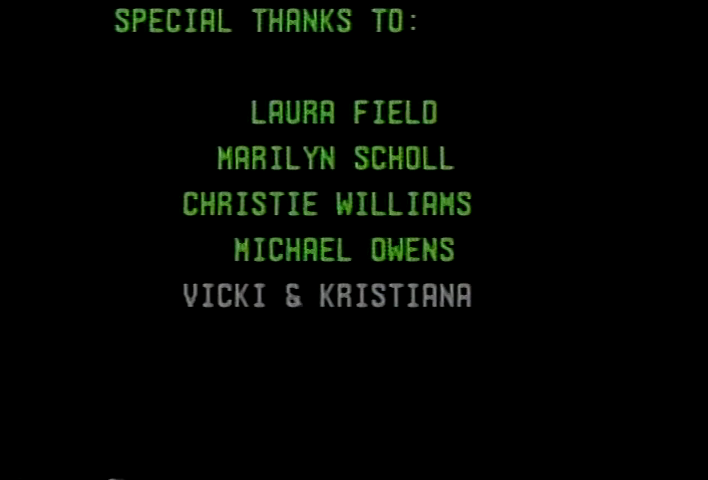 SPECIAL THANKS TO:
LAURA FIELD
MARILYN SCHOLL
CHRISTIE WILLIAMS
MICHAEL OWENS
VICKI & KRISTIANA